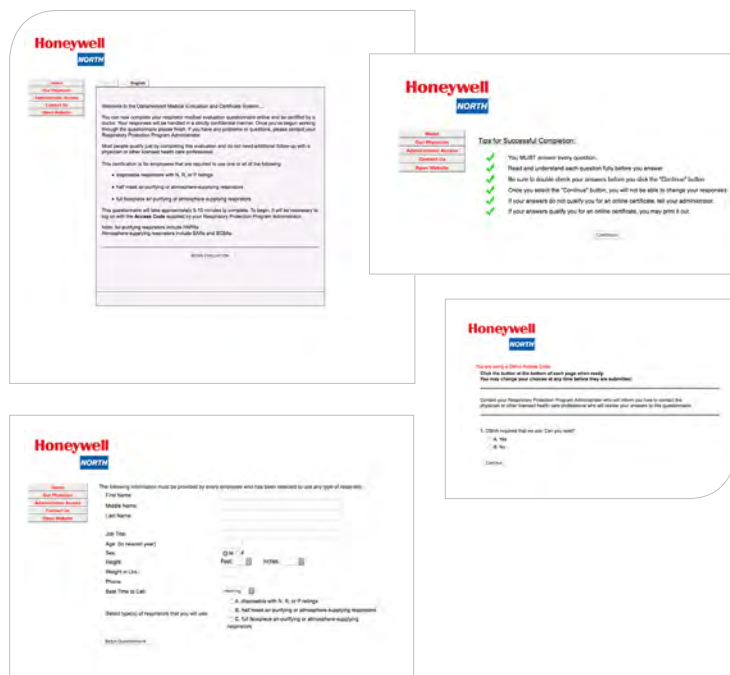 Honeywell
NORTH
Home
Our Physician
Administrator Access
Contact Us
Open Website
English
Welcome to the Computerized Medical Evaluation and Certificate System...
You can now complete your respirator medical evaluation questionnaire online and be certified by a
doctor. Your responses will be handled in a strictly confidential manner. Once you've begun working
through the questionnaire please finish. If you have any problems or questions, please contact your
Respiratory Protection Program Administrator.
Most people qualify just by completing this evaluation and do not need additional follow-up with a
physician or other licensed health care professional.
This certification is for employees that are required to use one or all of the following:
• disposable respirators with N, R, or P ratings
• half mask air-purifying or atmosphere supplying respirators
• full facepiece air-purifying or atmosphere supplying respirators
This questionnaire will take approximately 5-10 minutes to complete. To begin, it will be necessary to
log on with the Access Code supplied by your Respiratory Protection Program Administrator.
Note: Air-purifying respirators include PAPRs
Atmosphere supplying respirators include SARs and SCBAs
BEGIN EVALUATION
Honeywell
NORTH
Home
Our Physician
Administrator Access
Contact Us
Open Website
Tips for Successful Completion:
You MUST answer every question.
Read and understand each question fully before you answer
Be sure to double check your answers before you click the "Continue" button
Once you select the "Continue" button, you will not be able to change your responses
If your answers do not qualify you for an online certificate, tell your administrator.
If your answers qualify you for an online certificate, you may print it out
Continue
Honeywell
NORTH
You are using a Demo Access Code
Click the button at the bottom of each page when ready.
You may change your choices at any time before they are submitted.
Contact your Respiratory Protection Program Administrator who will inform you how to contact the
physician or other licensed health care professional who will review your answers to this questionnaire.
1. OSHA required that we ask: Can you read?
A. Yes
B. No
Continue
Honeywell
NORTH
Home
Our Physician
Administrator Access
Contact Us
Open Website
The following information must be provided by every employee who has been selected to use any type of respirator.
First Name:
Middle Name:
Last Name:
Job Title:
Age (to nearest year):
Sex: M F
Height: Feet: Inches:
Weight in Lbs.:
Phone:
Best Time to Call: Morning
Select type(s) of respirators that you will use:
A. disposable with N, R, or P ratings
B. half mask air-purifying or atmosphere supplying respirators
C. full facepiece air-purifying or atmosphere supplying
respirators
Begin Questionnaire